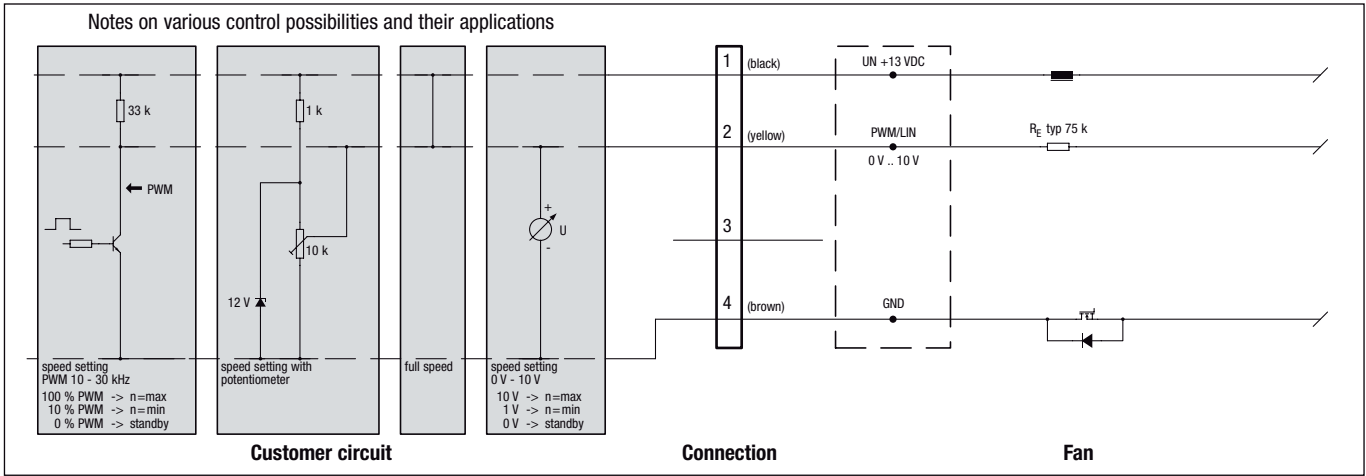 Notes on various control possibilities and their applications
33 k
PWM
speed setting
PWM 10 - 30 kHz
100 % PWM -> n=max
10 % PWM -> n=min
0 % PWM -> standby
1 k
10 k
12 V
speed setting with
potentiometer
full speed
+
U
-
speed setting
0 V - 10 V
10 V -> n=max
1 V -> n=min
0 V -> standby
Customer circuit
1 (black)
2 (yellow)
3
4 (brown)
Connection
UN +13 VDC
PWM/LIN
0 V .. 10 V
GND
RE typ 75 k
Fan